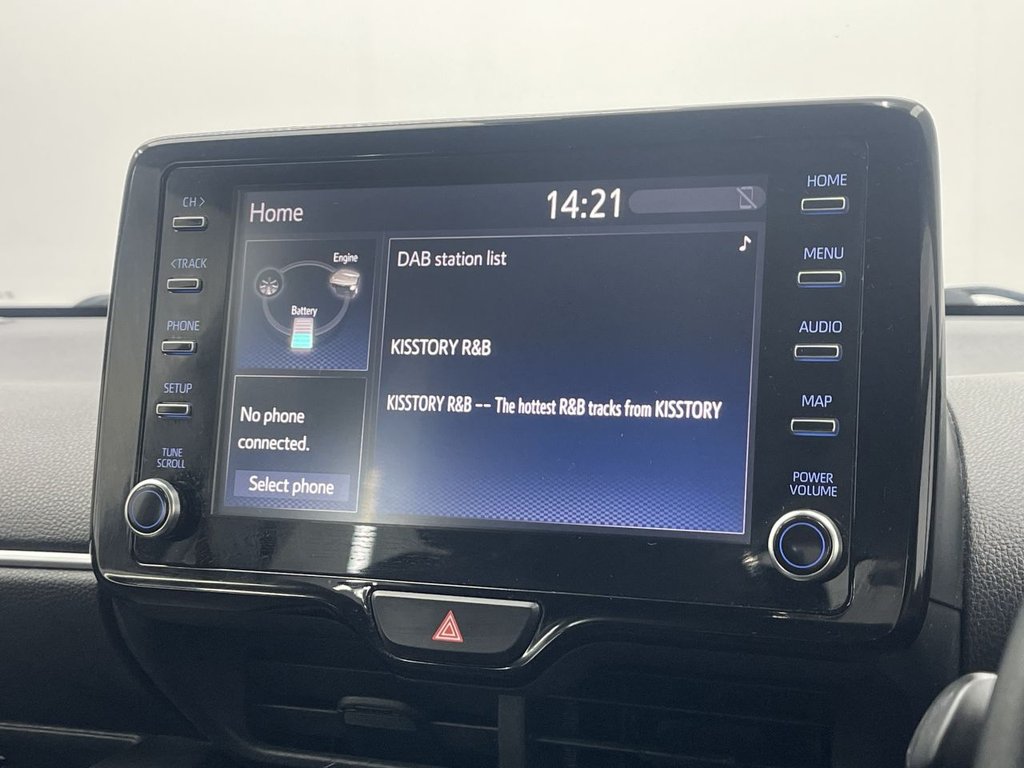 CH >
< TRACK
PHONE
SETUP
TUNE
SCROLL
Home
14:21
Engine
Battery
No phone
connected.
Select phone
DAB station list
KISSTORY R&B
KISSTORY R&B -- The hottest R&B tracks from KISSTORY
HOME
MENU
AUDIO
MAP
POWER
VOLUME